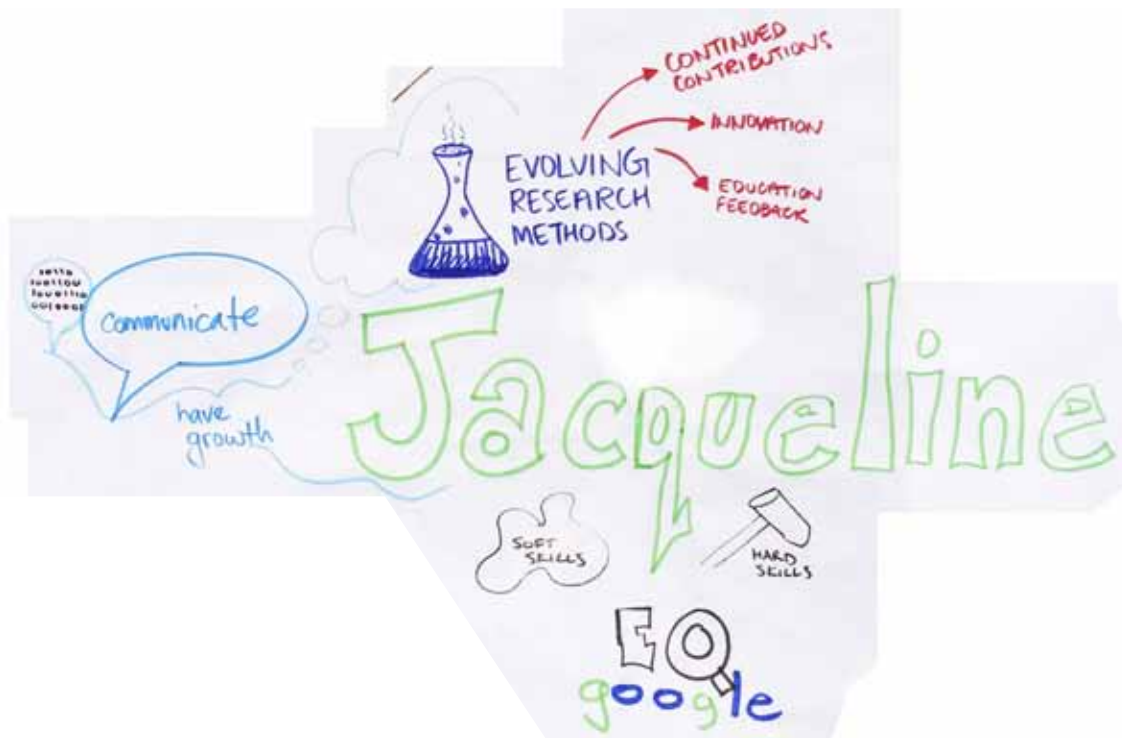 CONTINUED
CONTRIBUTIONS
INNOVATION
EDUCATION
FEEDBACK
EVOLVING
RESEARCH
METHODS
communicate
have
growth
Jacqueline
SOFT
SKILLS
HARD
SKILLS
EQ
google